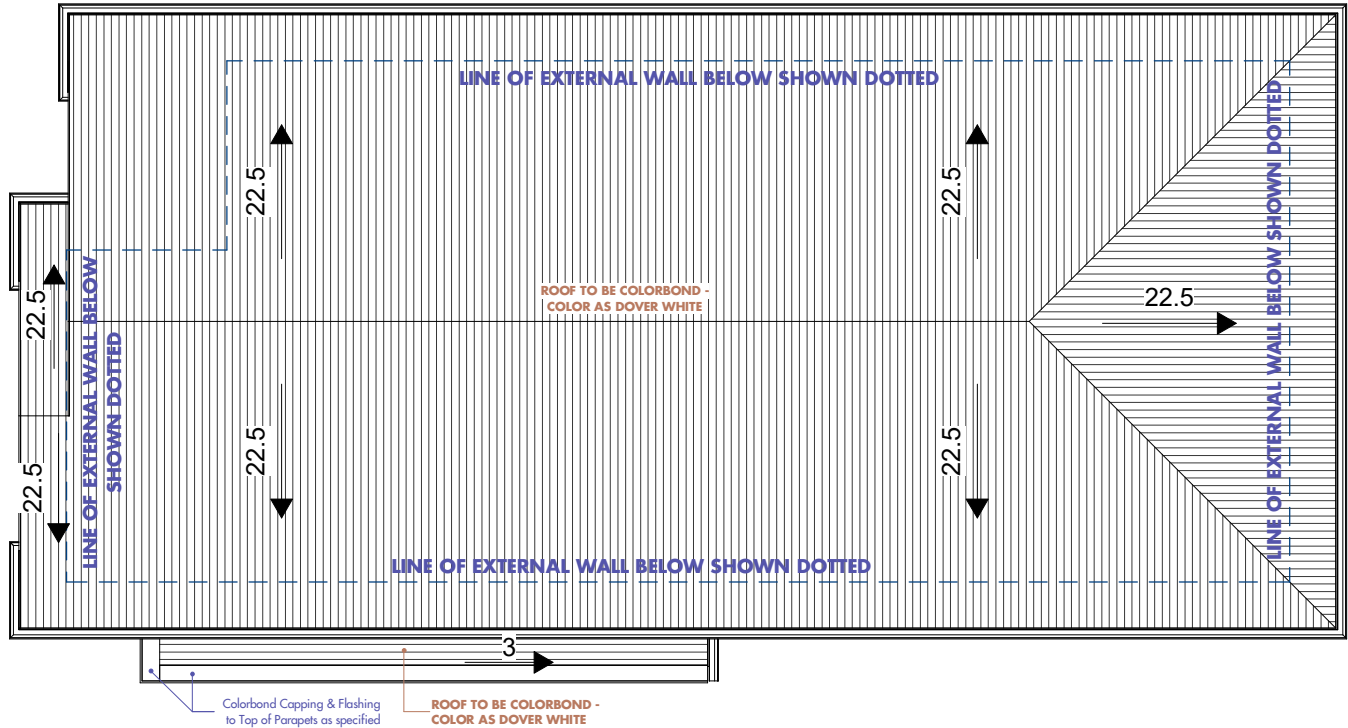 LINE OF EXTERNAL WALL BELOW SHOWN DOTTED
22.5
22.5
22.5
22.5
LINE OF EXTERNAL WALL BELOW
SHOWN DOTTED
ROOF TO BE COLORBOND -
COLOR AS DOVER WHITE
22.5
LINE OF EXTERNAL WALL BELOW SHOWN DOTTED
22.5
22.5
22.5
LINE OF EXTERNAL WALL BELOW SHOWN DOTTED
3
Colorbond Capping & Flashing
to Top of Parapets as specified
ROOF TO BE COLORBOND -
COLOR AS DOVER WHITE